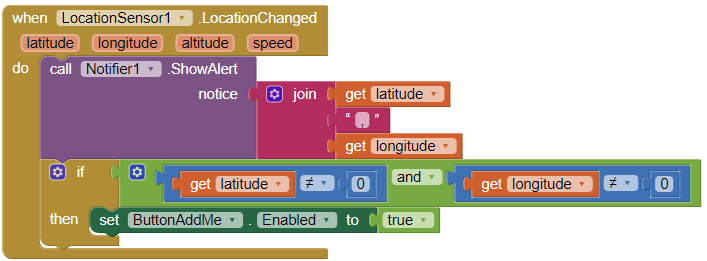 when LocationSensor1 .LocationChanged
latitude longitude altitude speed
do call Notifier1 .ShowAlert
notice join get latitude
“ , ”
get longitude
if get latitude ≠ 0 and get longitude ≠ 0
then set ButtonAddMe . Enabled to true